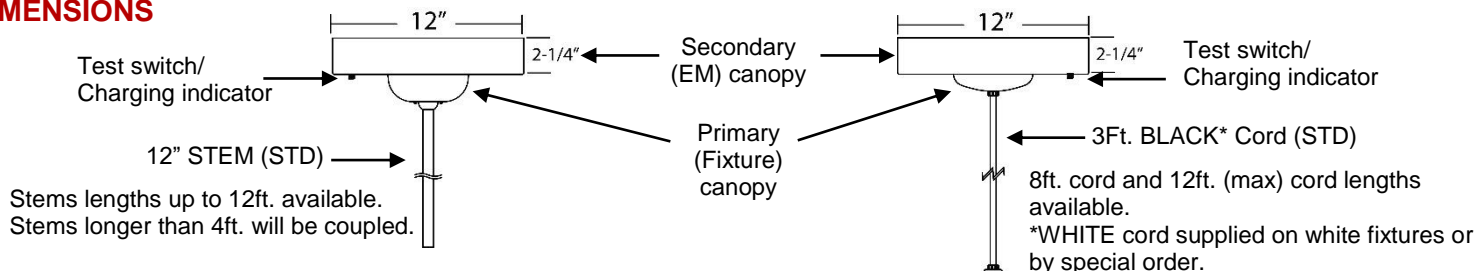 MENSIONS
12"
2-1/4"
Test switch/
Charging indicator
Secondary
(EM) canopy
12" STEM (STD)
Primary
(Fixture)
canopy
Stems lengths up to 12ft. available.
Stems longer than 4ft. will be coupled.
12"
2-1/4"
Test switch/
Charging indicator
3Ft. BLACK* Cord (STD)
8ft. cord and 12ft. (max) cord lengths
available.
*WHITE cord supplied on white fixtures or
by special order.